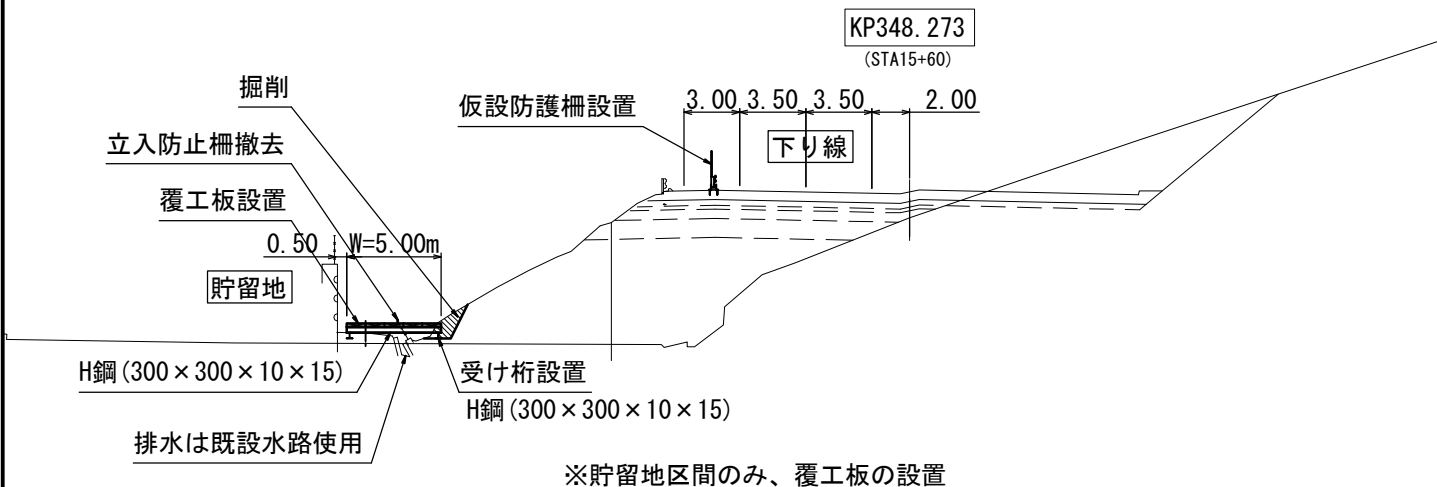 KP348.273
(STA15+60)
掘削
仮設防護柵設置
3.00 3.50 3.50 2.00
立入防止柵撤去
下り線
覆工板設置
0.50 W=5.00m
貯留地
H鋼(300×300×10×15)
受け桁設置
H鋼(300×300×10×15)
排水は既設水路使用
※貯留地区間のみ、覆工板の設置